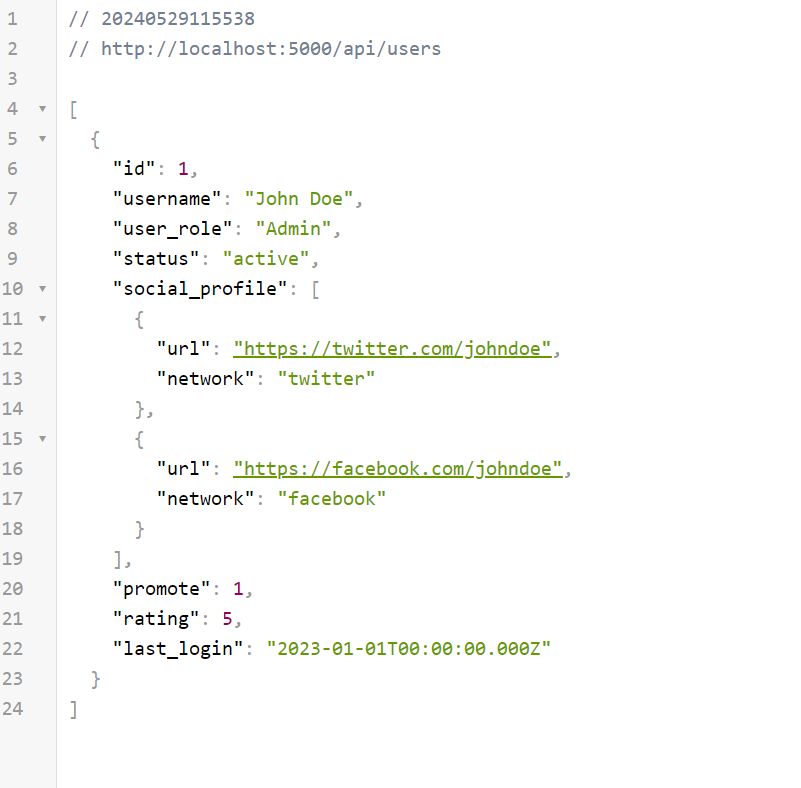 1 // 20240529115538
2 // http://localhost:5000/api/users
3
4 [
5 {
6 "id": 1,
7 "username": "John Doe",
8 "user_role": "Admin",
9 "status": "active",
10 "social_profile": [
11 {
12 "url": "https://twitter.com/johndoe",
13 "network": "twitter"
14 },
15 {
16 "url": "https://facebook.com/johndoe",
17 "network": "facebook"
18 }
19 ],
20 "promote": 1,
21 "rating": 5,
22 "last_login": "2023-01-01T00:00:00.000Z"
23 }
24 ]